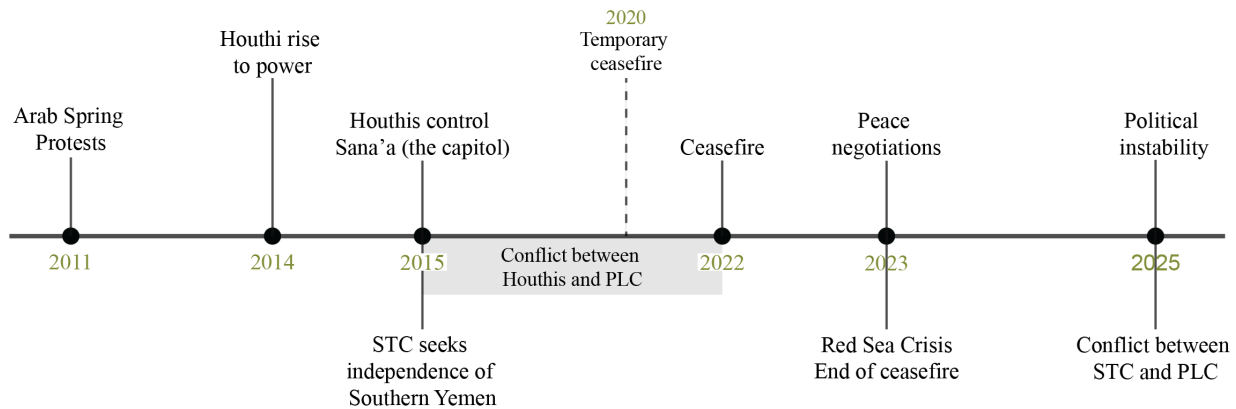 2020
Temporary
ceasefire
Houthi rise
to power
Arab Spring
Protests
Houthis control
Sana’a (the capitol)
Ceasefire
Peace
negotiations
Political
instability
2011
2014
2015
Conflict between
Houthis and PLC
2022
2023
2025
STC seeks
independence of
Southern Yemen
Red Sea Crisis
End of ceasefire
Conflict between
STC and PLC